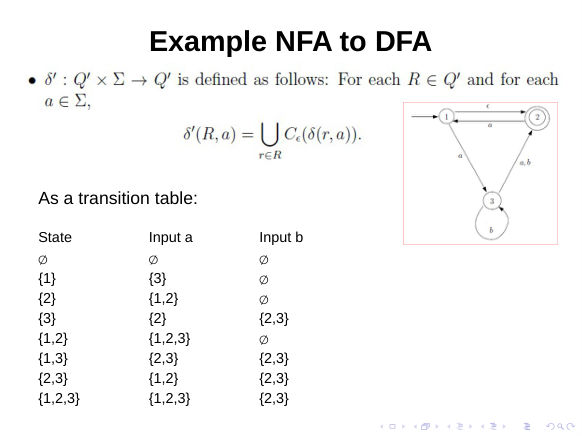 Example NFA to DFA
• δ′ : Q′ × Σ → Q′ is defined as follows: For each R ∈ Q′ and for each
a ∈ Σ,
δ′(R, a) = ⋃ Cϵ(δ(r, a)).
r∈R
ϵ
1
2
a
a
a, b
3
b
As a transition table:
State Input a Input b
∅ ∅ ∅
{1} {3} ∅
{2} {1,2} ∅
{3} {2} {2,3}
{1,2} {1,2,3} ∅
{1,3} {2,3} {2,3}
{2,3} {1,2} {2,3}
{1,2,3} {1,2,3} {2,3}